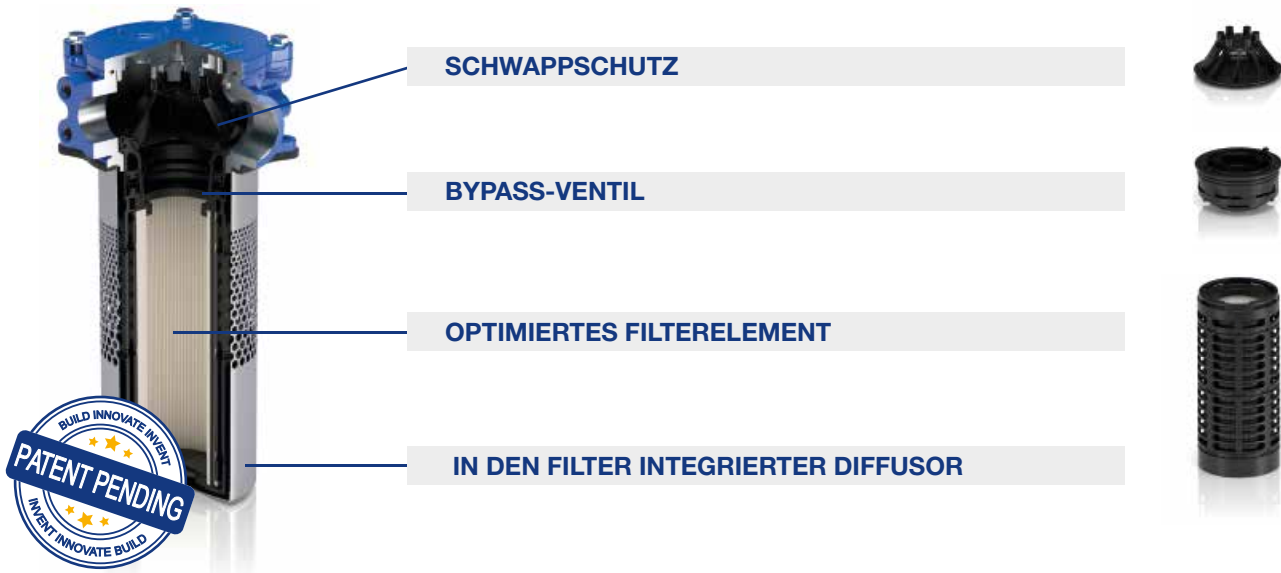 SCHWAPPSCHUTZ
BYPASS-VENTIL
OPTIMIERTES FILTERELEMENT
IN DEN FILTER INTEGRIERTER DIFFUSOR
BUILD INNOVATE INVENT
PATENT PENDING
INVENT INNOVATE BUILD